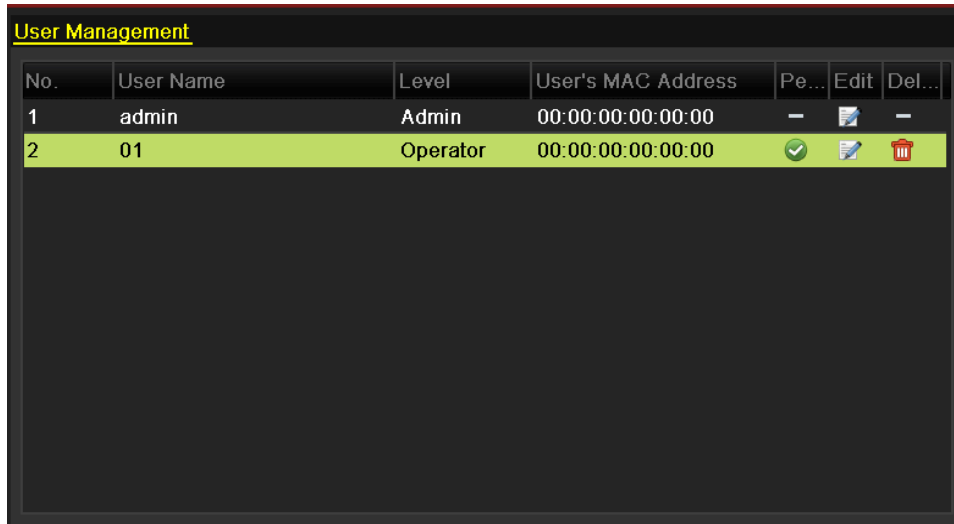 User Management
No. User Name Level User's MAC Address Pe... Edit Del...
1 admin Admin 00:00:00:00:00:00 –
2 01 Operator 00:00:00:00:00:00